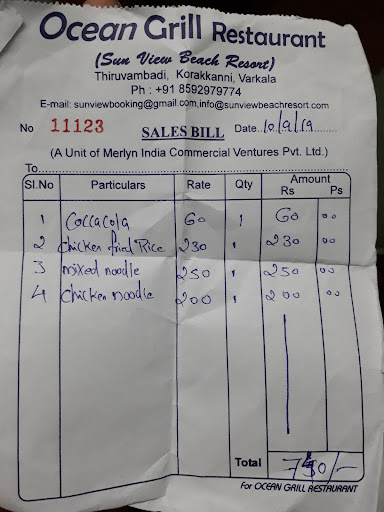 Ocean Grill Restaurant
(Sun View Beach Resort)
Thiruvambadi, Korakkanni, Varkala
Ph : +91 8592979774
E-mail: sunviewbooking@gmail.com,info@sunviewbeachresort.com
No 11123 SALES BILL Date 10/9/19
(A Unit of Merlyn India Commercial Ventures Pvt. Ltd.)
To
Sl.No Particulars Rate Qty Amount
Rs Ps
1 Coccacola 60 1 60 00
2 chicken fried Rice 230 1 230 00
3 mixed noodle 250 1 250 00
4 chicken noodle 200 1 200 00
Total
For OCEAN GRILL RESTAURANT